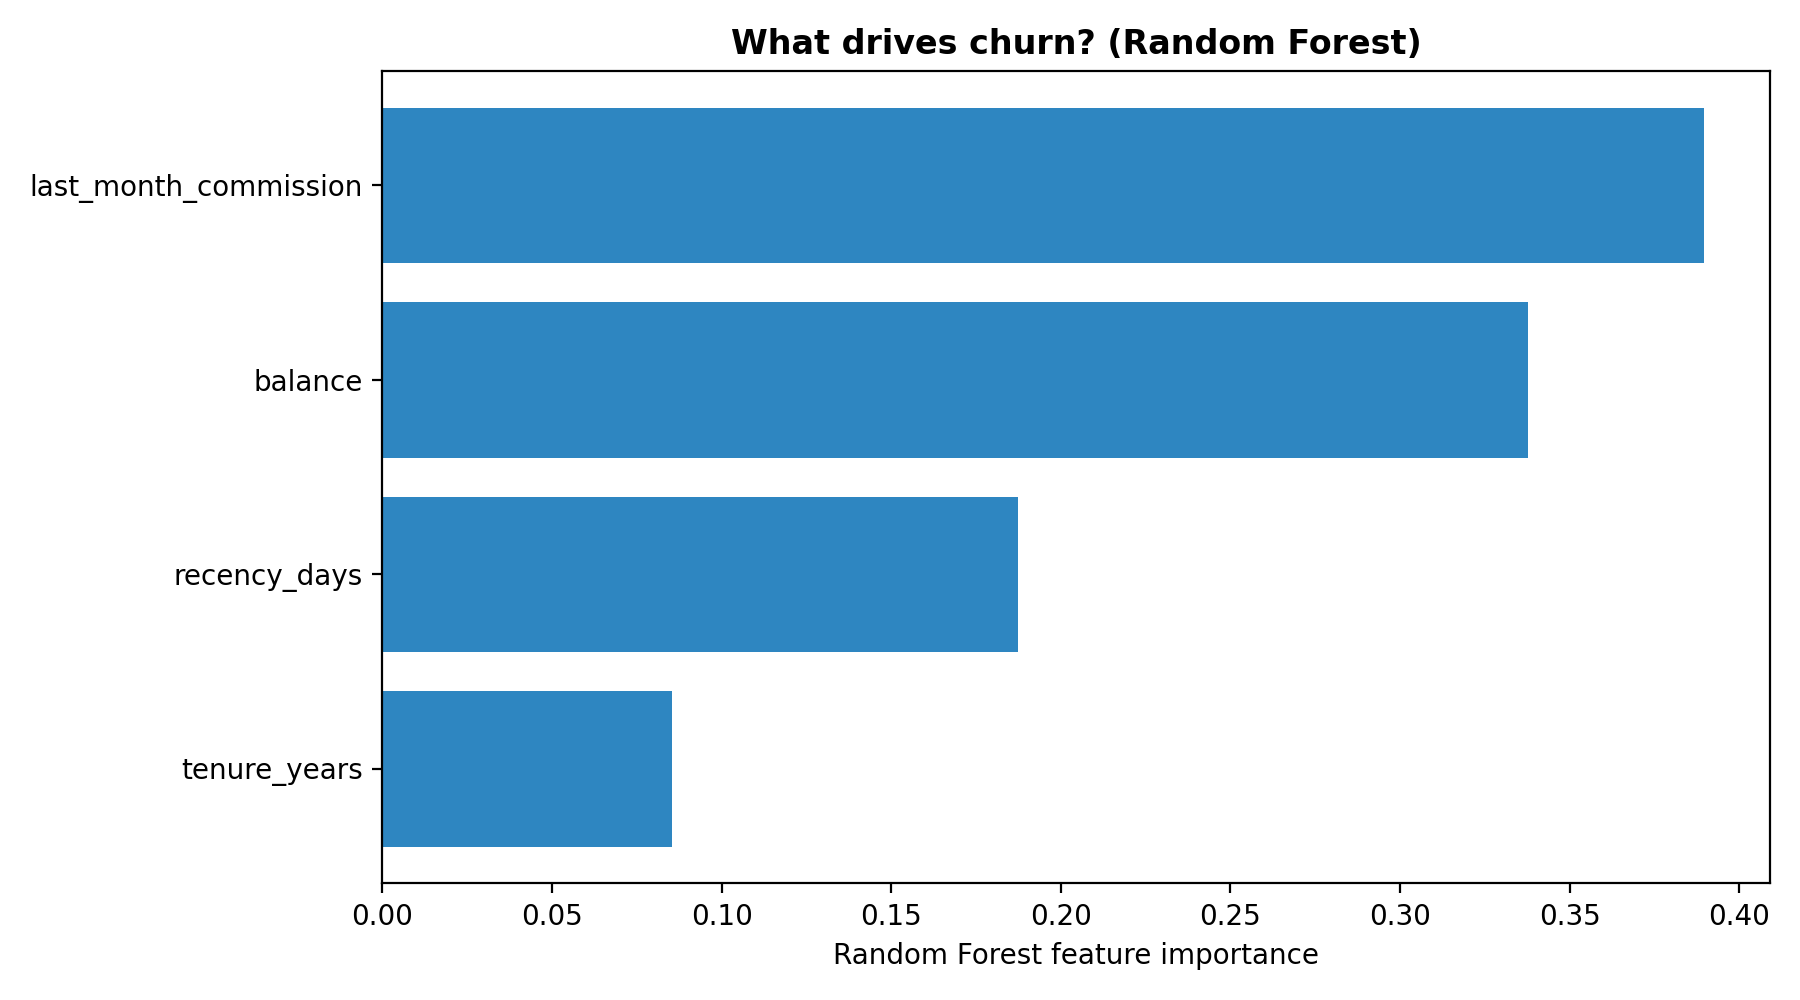 What drives churn? (Random Forest)
last_month_commission
balance
recency_days
tenure_years
0.00 0.05 0.10 0.15 0.20 0.25 0.30 0.35 0.40
Random Forest feature importance